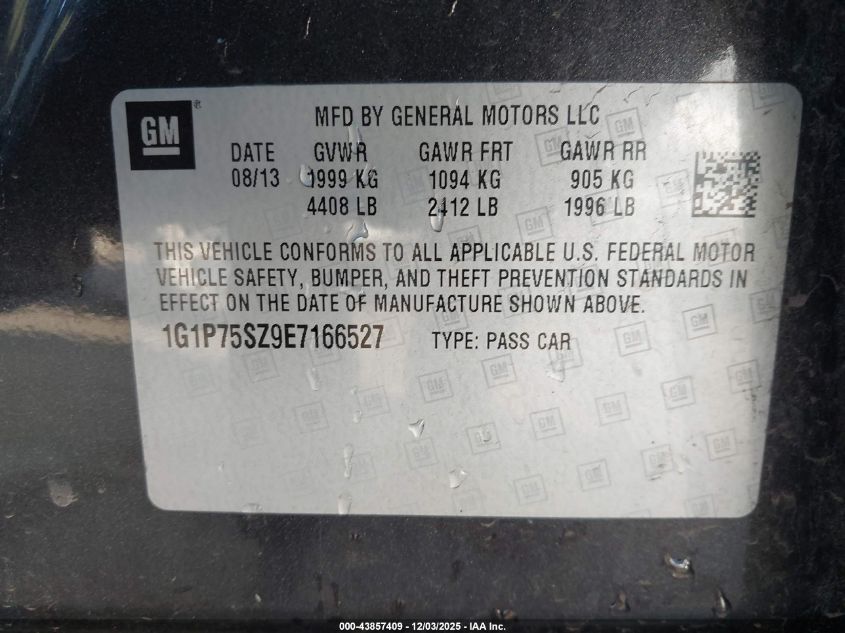 GM®
MFD BY GENERAL MOTORS LLC
DATE GVWR GAWR FRT GAWR RR
08/13 1999 KG 1094 KG 905 KG
4408 LB 2412 LB 1996 LB
THIS VEHICLE CONFORMS TO ALL APPLICABLE U.S. FEDERAL MOTOR
VEHICLE SAFETY, BUMPER, AND THEFT PREVENTION STANDARDS IN
EFFECT ON THE DATE OF MANUFACTURE SHOWN ABOVE.
1G1P75SZ9E7166527 TYPE: PASS CAR
000-43857409 - 12/03/2025 - IAA Inc.